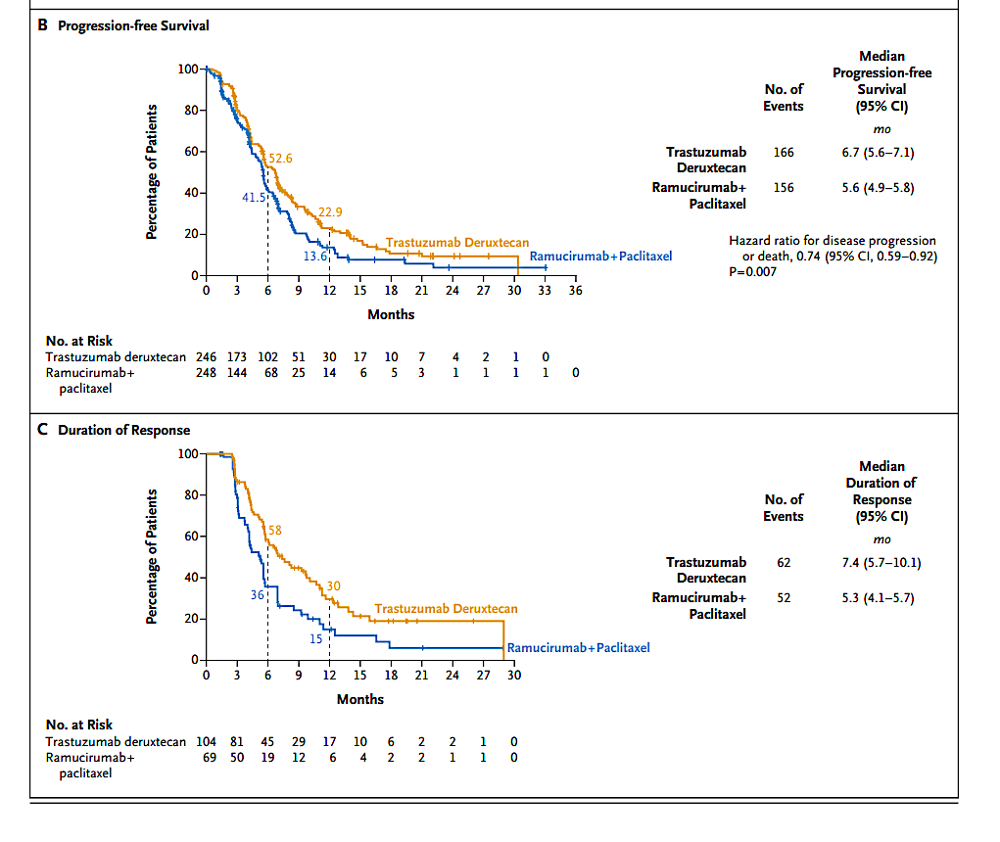 B Progression-free Survival
Percentage of Patients
100
80
60
40
20
0
52.6
41.5
22.9
13.6
Trastuzumab Deruxtecan
Ramucirumab+Paclitaxel
0 3 6 9 12 15 18 21 24 27 30 33 36
Months
No. of
Events
Median
Progression-free
Survival
(95% CI)
mo
Trastuzumab
Deruxtecan
166 6.7 (5.6–7.1)
Ramucirumab+
Paclitaxel
156 5.6 (4.9–5.8)
Hazard ratio for disease progression
or death, 0.74 (95% CI, 0.59–0.92)
P=0.007
No. at Risk
Trastuzumab deruxtecan 246 173 102 51 30 17 10 7 4 2 1 0
Ramucirumab+ 248 144 68 25 14 6 5 3 1 1 1 1 0
paclitaxel
C Duration of Response
Percentage of Patients
100
80
60
40
20
0
58
36
30
15
Trastuzumab Deruxtecan
Ramucirumab+Paclitaxel
0 3 6 9 12 15 18 21 24 27 30
Months
No. of
Events
Median
Duration of
Response
(95% CI)
mo
Trastuzumab
Deruxtecan
62 7.4 (5.7–10.1)
Ramucirumab+
Paclitaxel
52 5.3 (4.1–5.7)
No. at Risk
Trastuzumab deruxtecan 104 81 45 29 17 10 6 2 2 1 0
Ramucirumab+ 69 50 19 12 6 4 2 2 1 1 0
paclitaxel